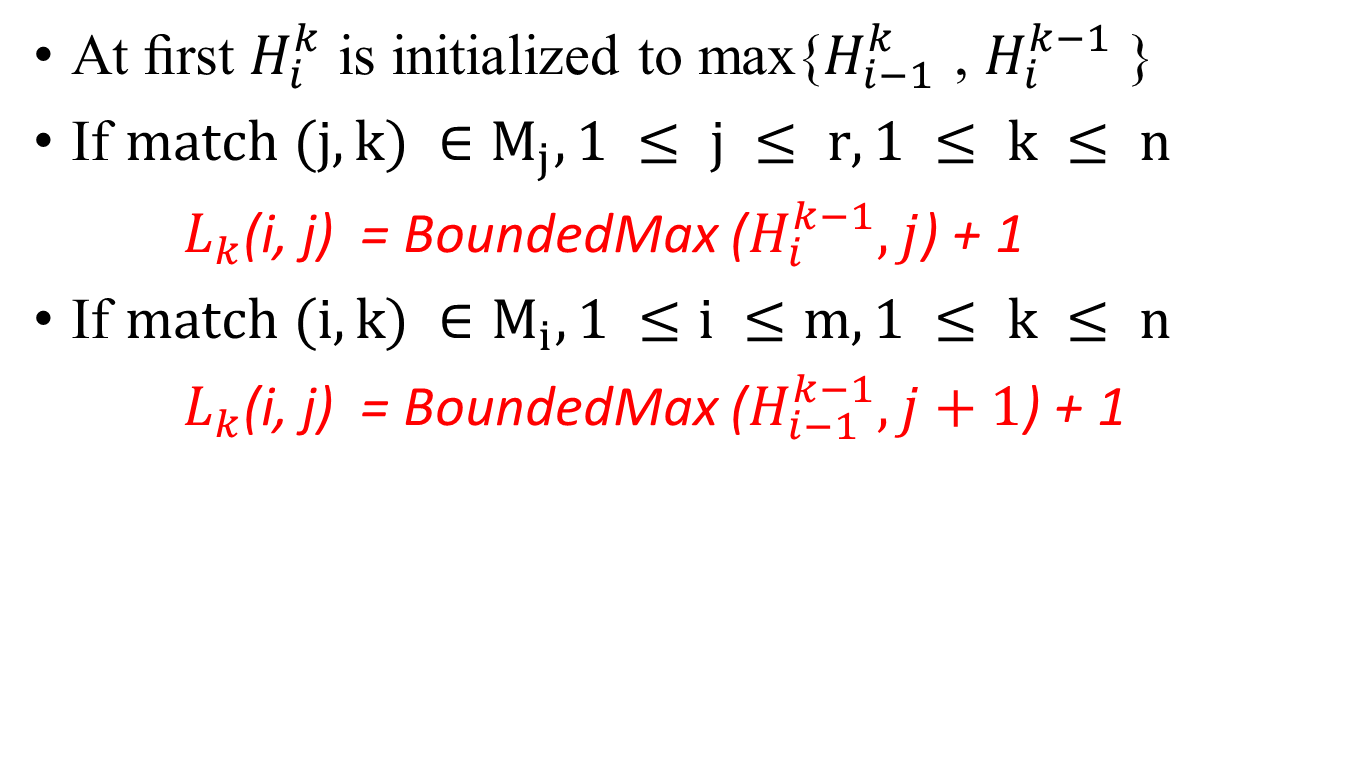 • At first $H_i^k$ is initialized to max{$H_{i-1}^k$ , $H_i^{k-1}$ }
• If match (j, k) ∈ M_j, 1 ≤ j ≤ r, 1 ≤ k ≤ n
$L_k$(i, j) = BoundedMax ($H_i^{k-1}$, j) + 1
• If match (i, k) ∈ M_i, 1 ≤ i ≤ m, 1 ≤ k ≤ n
$L_k$(i, j) = BoundedMax ($H_{i-1}^{k-1}$, j + 1) + 1